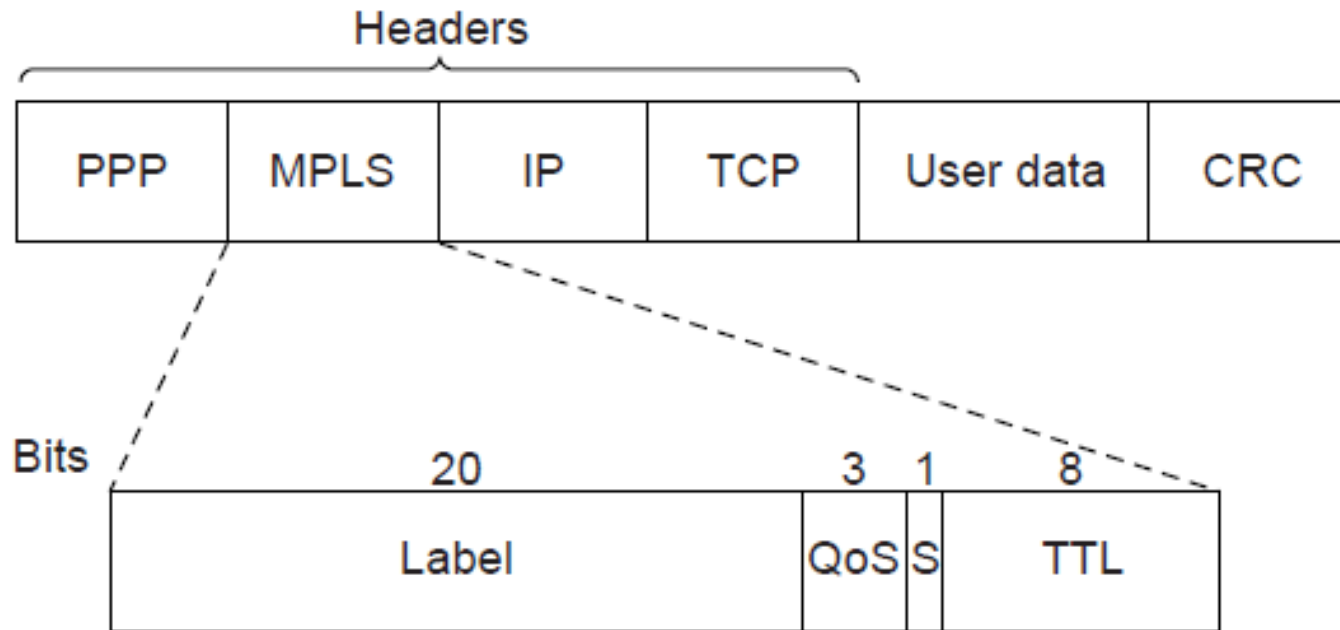 Headers
PPP MPLS IP TCP User data CRC
Bits 20 3 1 8
Label QoS S TTL